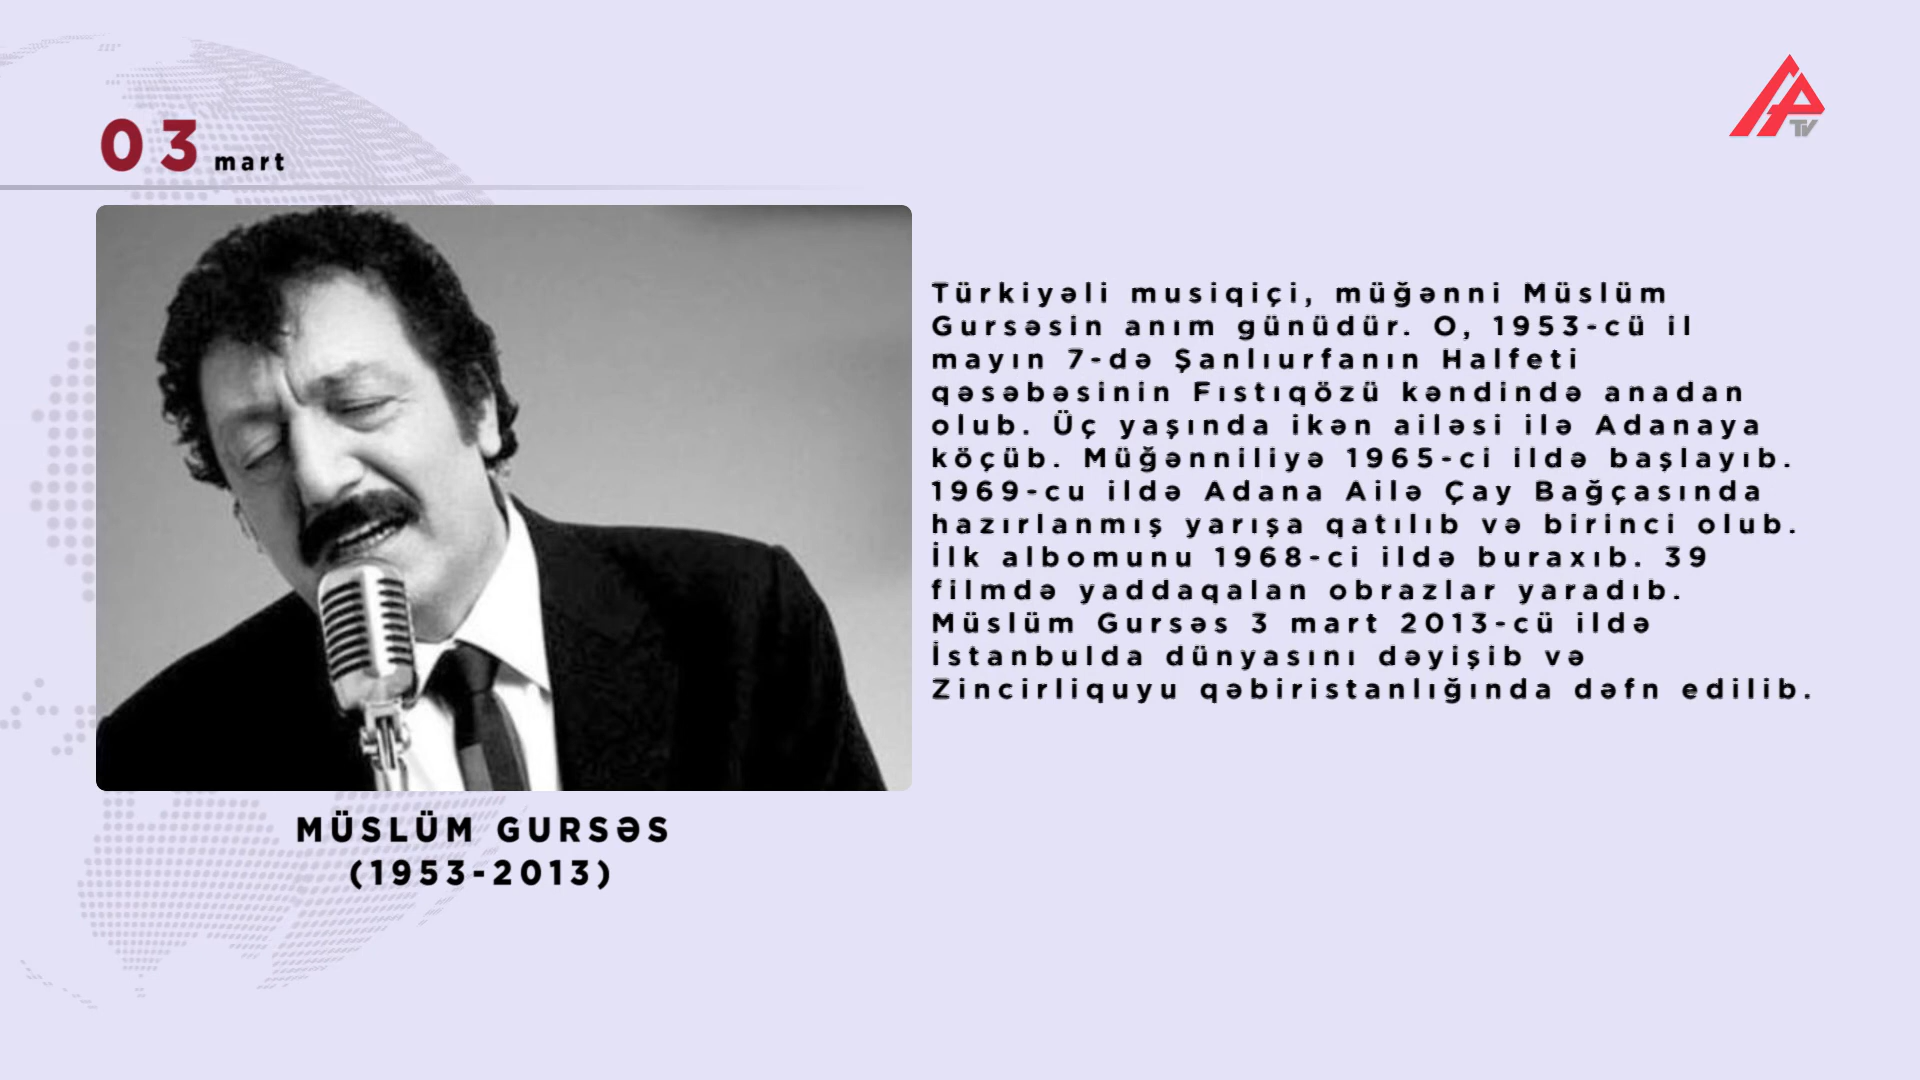 03 mart
TV
MÜSLÜM GURSƏS
(1953-2013)
Türkiyəli musiqiçi, müğənni Müslüm
Gursəsin anım günüdür. O, 1953-cü il
mayın 7-də Şanlıurfanın Halfeti
qəsəbəsinin Fıstıqözü kəndində anadan
olub. Üç yaşında ikən ailəsi ilə Adanaya
köçüb. Müğənniliyə 1965-ci ildə başlayıb.
1969-cu ildə Adana Ailə Çay Bağçasında
hazırlanmış yarışa qatılıb və birinci olub.
İlk albomunu 1968-ci ildə buraxıb. 39
filmdə yaddaqalan obrazlar yaradıb.
Müslüm Gursəs 3 mart 2013-cü ildə
İstanbulda dünyasını dəyişib və
Zincirliquyu qəbiristanlığında dəfn edilib.